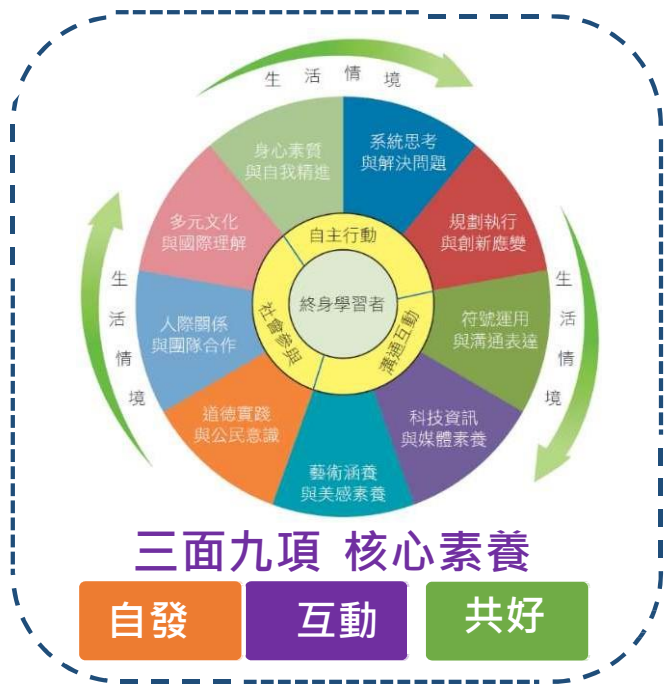 生活情境
身心素質
與自我精進
系統思考
與解決問題
多元文化
與國際理解
規劃執行
與創新應變
自主行動
生活情境
人際關係
與團隊合作
社會參與
終身學習者
溝通互動
符號運用
與溝通表達
生活情境
道德實踐
與公民意識
科技資訊
與媒體素養
藝術涵養
與美感素養
三面九項 核心素養
自發
互動
共好